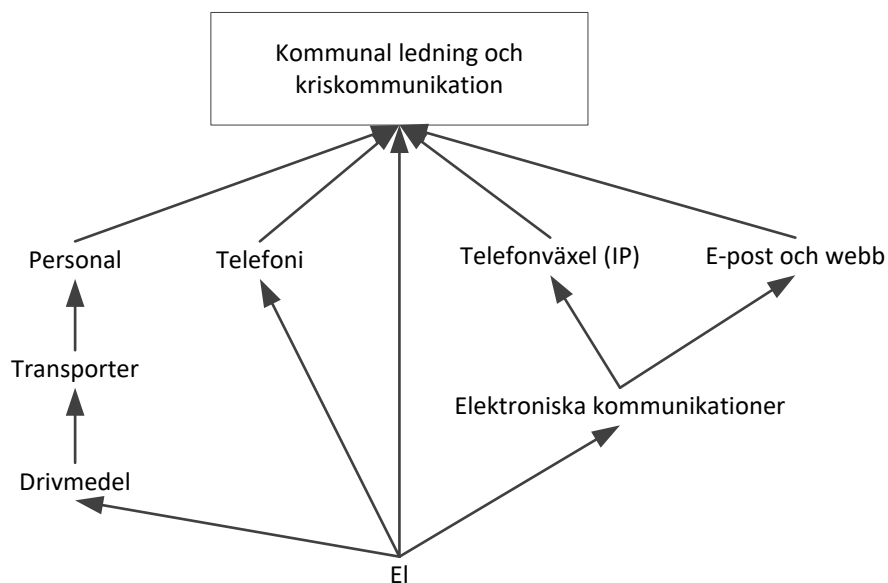 Kommunal ledning och
kriskommunikation
Personal
Telefoni
Telefonväxel (IP)
E-post och webb
Transporter
Elektroniska kommunikationer
Drivmedel
El